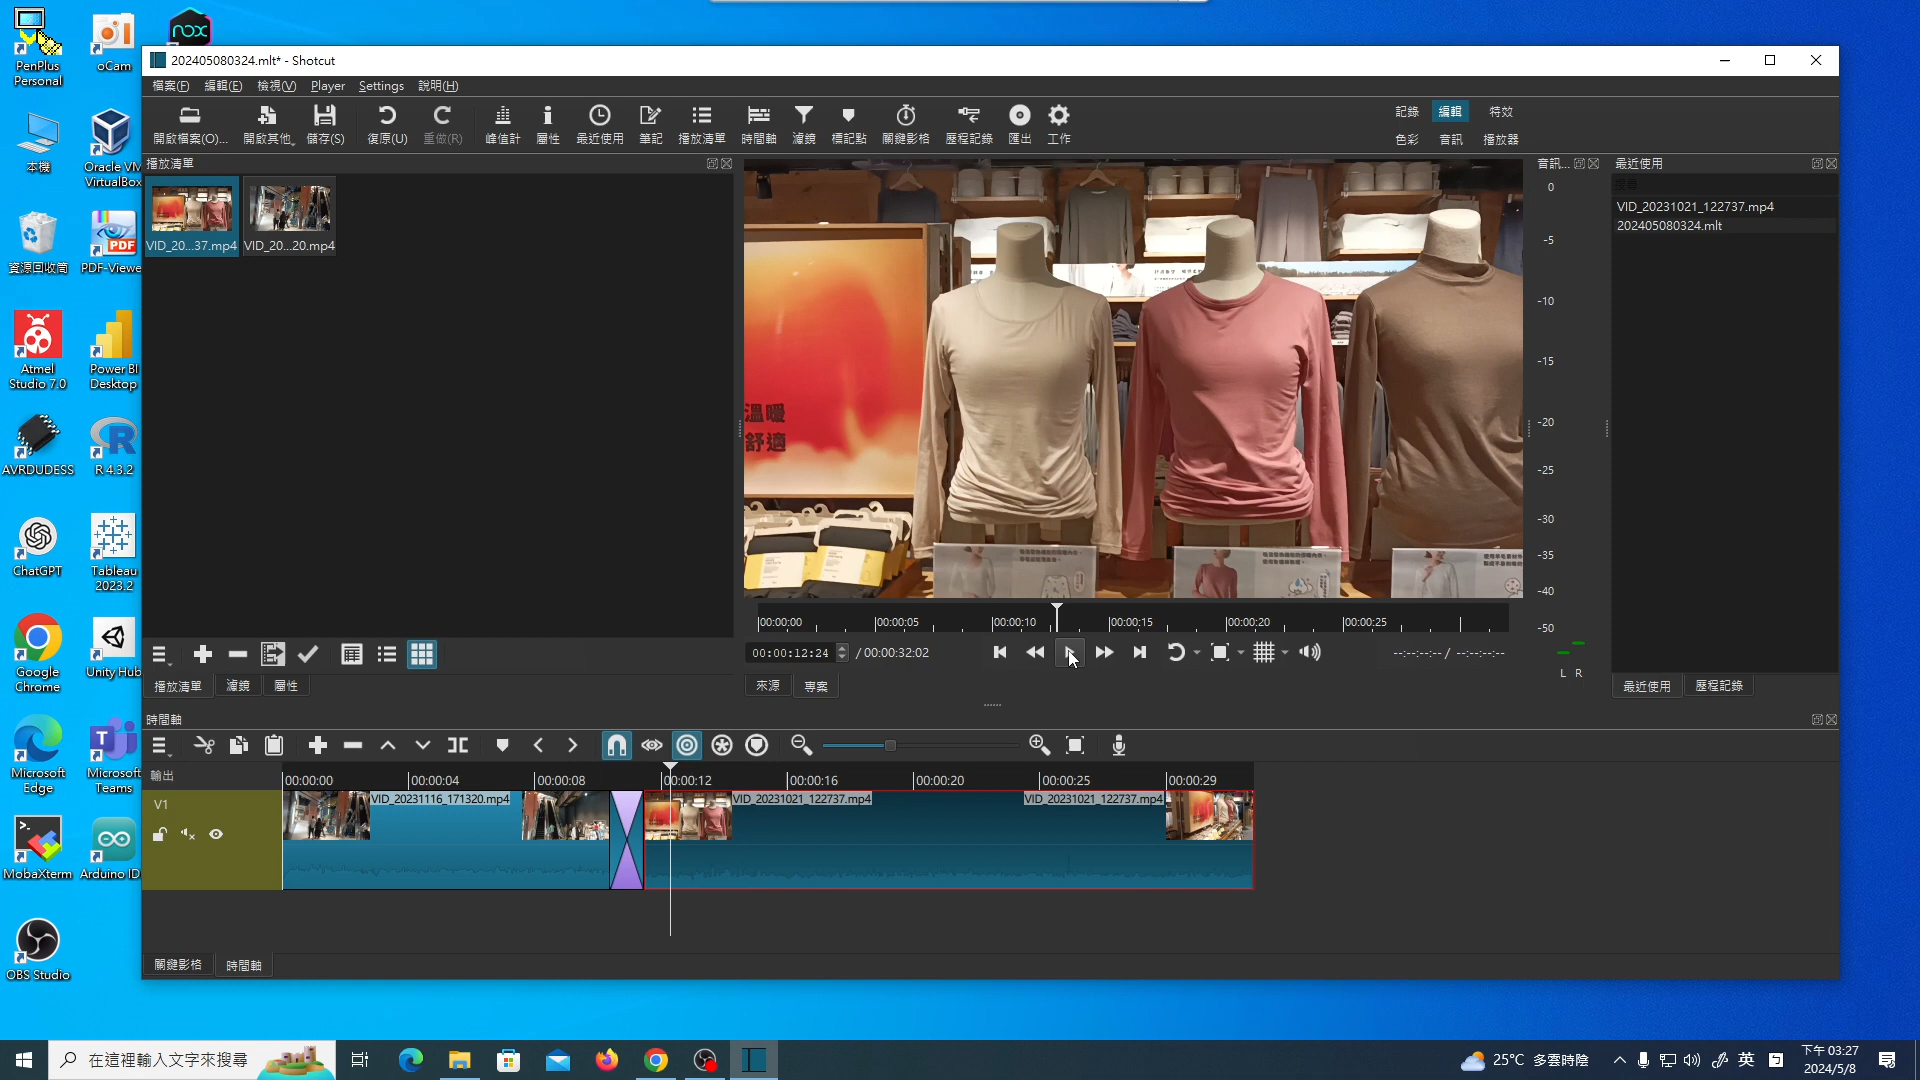 PenPlus
Personal
oCam
nox
本機
Oracle VM
VirtualBox
資源回收筒
PDF-Viewe
Atmel
Studio 7.0
Power BI
Desktop
AVRDUDESS
R 4.3.2
ChatGPT
Tableau
2023.2
Google
Chrome
Unity Hub
Microsoft
Edge
Microsoft
Teams
MobaXterm
Arduino ID
OBS Studio
202405080324.mlt* - Shotcut
檔案(F) 編輯(E) 檢視(V) Player Settings 說明(H)
開啟檔案(O)... 開啟其他. 儲存(S) 復原(U) 重做(R) 峰值計 屬性 最近使用 筆記 播放清單 時間軸 濾鏡 標記點 關鍵影格 歷程記錄 匯出 工作
記錄 編輯 特效
色彩 音訊 播放器
播放清單
VID_20...37.mp4 VID_20...20.mp4
溫暖
舒適
音訊...
0
-5
-10
-15
-20
-25
-30
-35
-40
-50
L R
最近使用
搜尋
VID_20231021_122737.mp4
202405080324.mlt
00:00:00 00:00:05 00:00:10 00:00:15 00:00:20 00:00:25
00:00:12:24 / 00:00:32:02
--:--:--:-- / --:--:--:--
播放清單 濾鏡 屬性
來源 專案
最近使用 歷程記錄
時間軸
輸出
00:00:00 00:00:04 00:00:08 00:00:12 00:00:16 00:00:20 00:00:25 00:00:29
V1
VID_20231116_171320.mp4 VID_20231021_122737.mp4 VID_20231021_122737.mp4
關鍵影格 時間軸
在這裡輸入文字來搜尋
25°C 多雲時陰
英
下午 03:27
2024/5/8